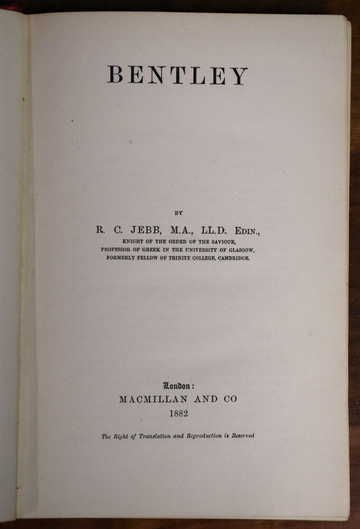 BENTLEY
BY
R. C. JEBB, M.A., LL.D. EDIN.,
KNIGHT OF THE ORDER OF THE SAVIOUR,
PROFESSOR OF GREEK IN THE UNIVERSITY OF GLASGOW,
FORMERLY FELLOW OF TRINITY COLLEGE, CAMBRIDGE.
London:
MACMILLAN AND CO
1882
The Right of Translation and Reproduction is Reserved